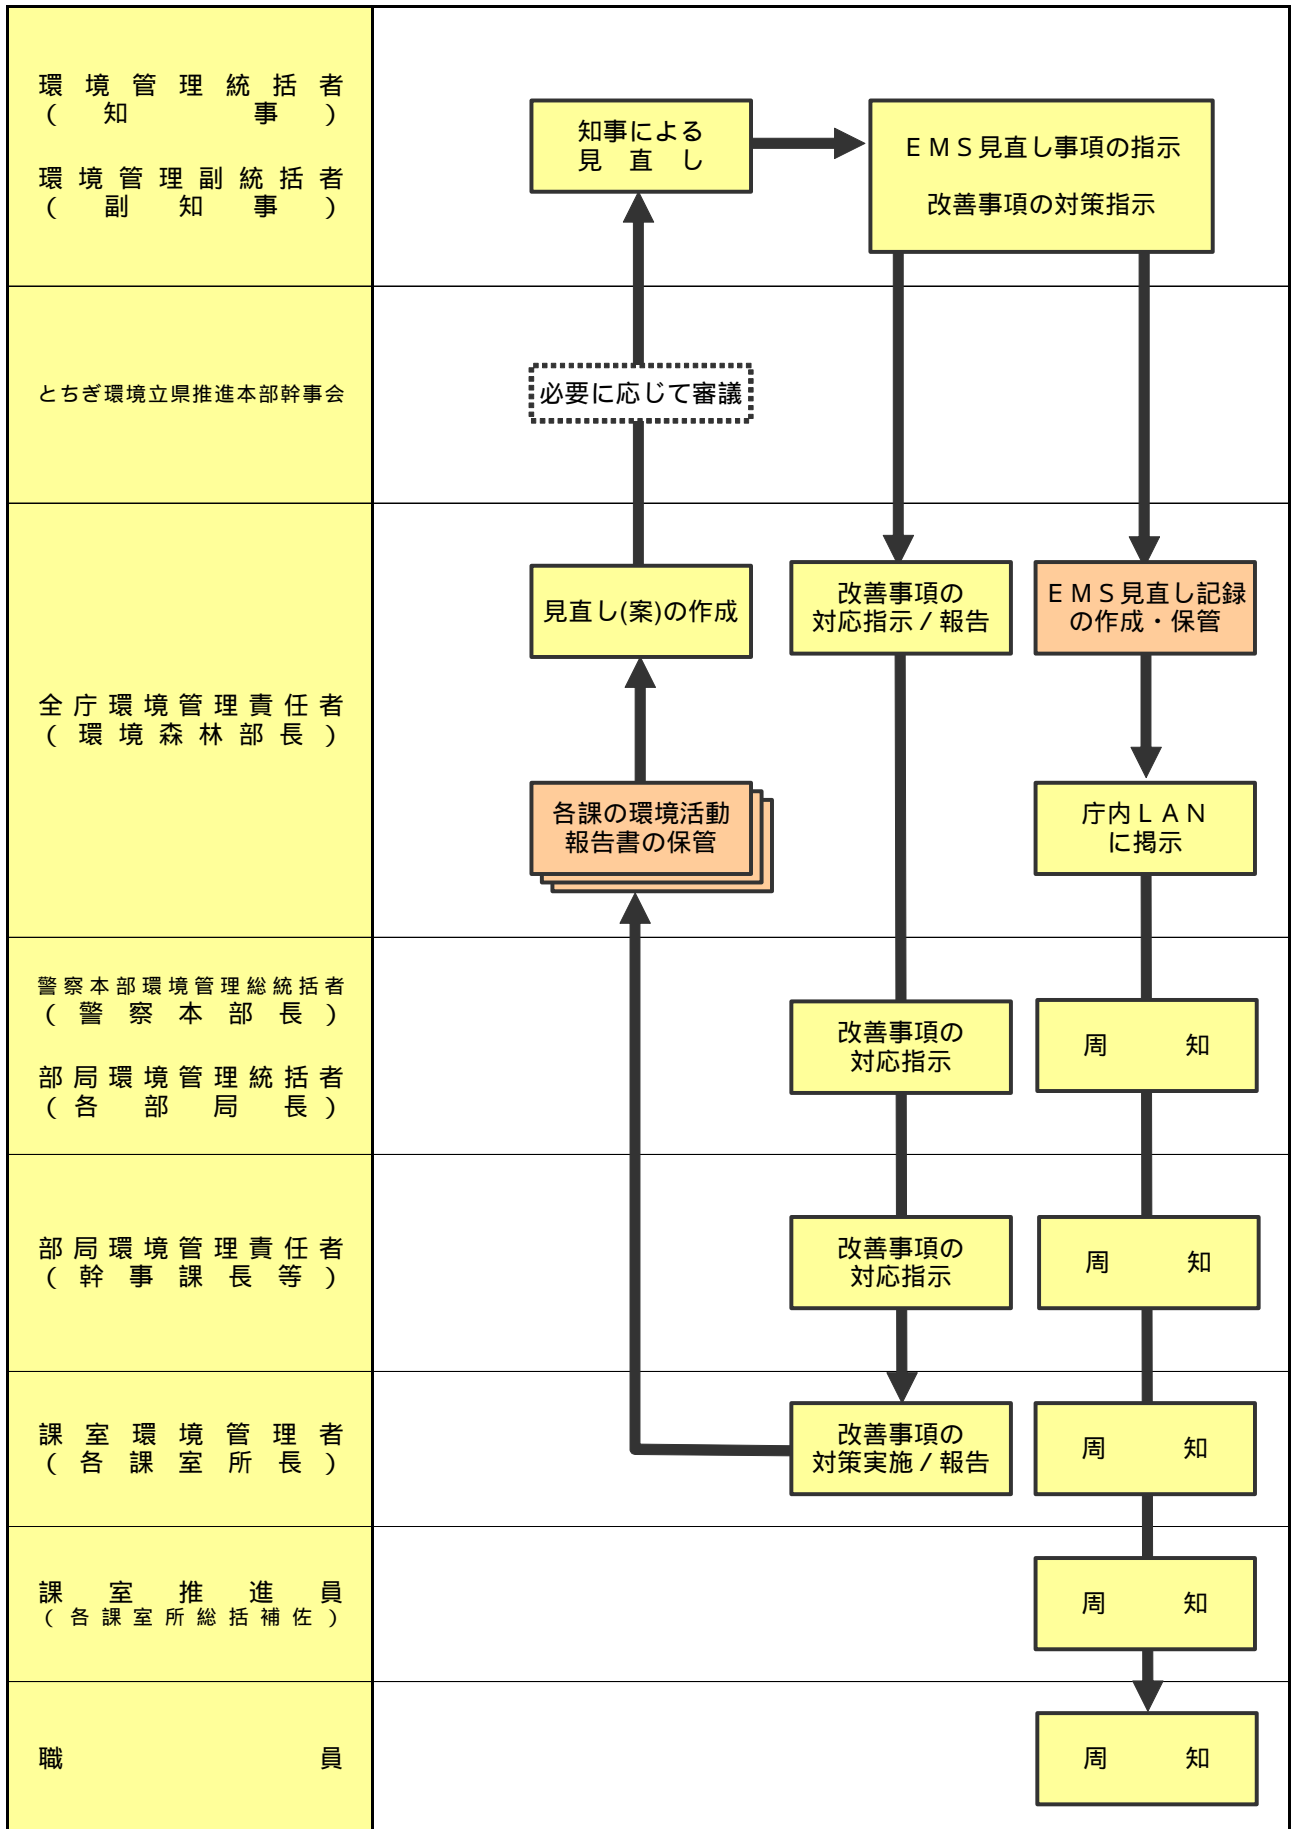 環境管理統括者
(知事)
環境管理副統括者
(副知事)
知事による
見直し
ＥＭＳ見直し事項の指示
改善事項の対策指示
とちぎ環境立県推進本部幹事会
必要に応じて審議
全庁環境管理責任者
(環境森林部長)
見直し(案)の作成
改善事項の
対応指示／報告
ＥＭＳ見直し記録
の作成・保管
各課の環境活動
報告書の保管
庁内ＬＡＮ
に掲示
警察本部環境管理総統括者
(警察本部長)
部局環境管理統括者
(各部局長)
改善事項の
対応指示
周知
部局環境管理責任者
(幹事課長等)
改善事項の
対応指示
周知
課室環境管理者
(各課室所長)
改善事項の
対策実施／報告
周知
課室推進員
(各課室所総括補佐)
周知
職員
周知